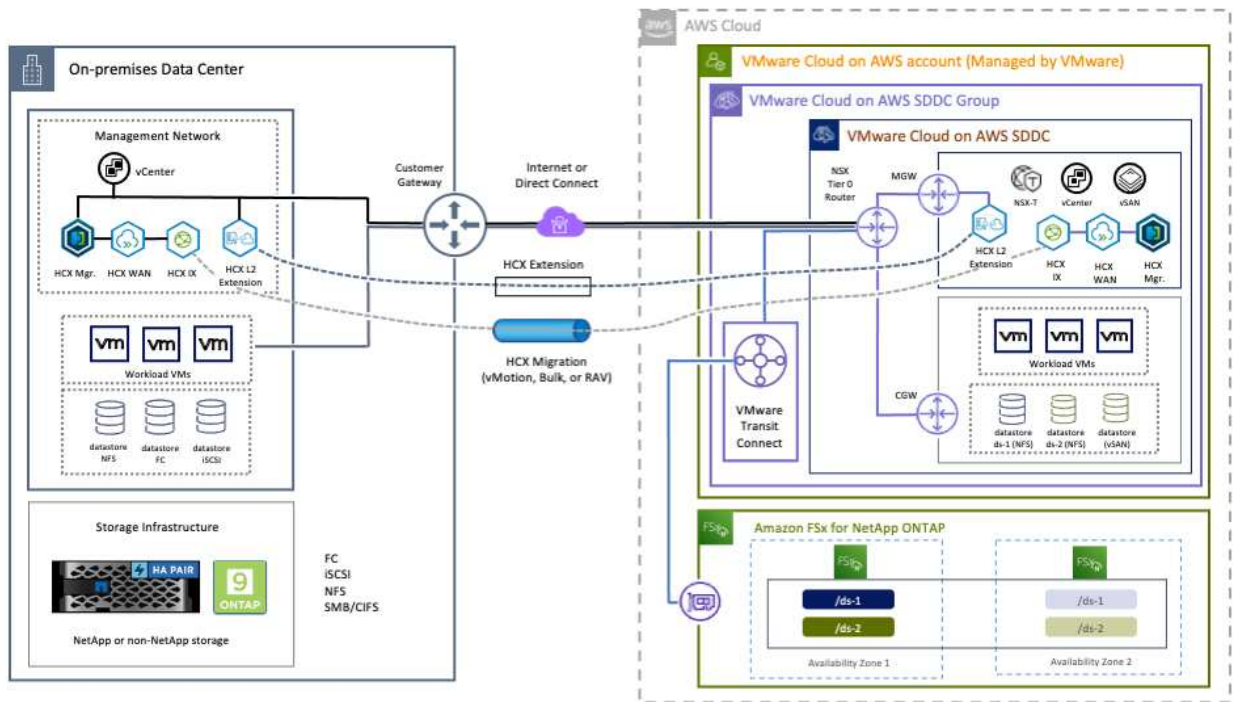 aws
AWS Cloud
On-premises Data Center
Management Network
vCenter
HCX Mgr.
HCX WAN
HCX IX
HCX L2
Extension
vm
vm
vm
Workload VMs
datastore
NFS
datastore
FC
datastore
iSCSI
Storage Infrastructure
HA PAIR
9
ONTAP
NetApp or non-NetApp storage
FC
iSCSI
NFS
SMB/CIFS
Customer
Gateway
Internet or
Direct Connect
HCX Extension
HCX Migration
(vMotion, Bulk, or RAV)
VMware Cloud on AWS account (Managed by VMware)
VMware Cloud on AWS SDDC Group
VMware Cloud on AWS SDDC
NSX
Tier 0
Router
MGW
NSX-T
vCenter
vSAN
HCX L2
Extension
HCX
IX
HCX
WAN
HCX
Mgr.
VMware
Transit
Connect
CGW
vm
vm
vm
Workload VMs
datastore
ds-1 (NFS)
datastore
ds-2 (NFS)
datastore
(vSAN)
FSx
Amazon FSx for NetApp ONTAP
FSx
FSx
/ds-1
/ds-2
/ds-1
/ds-2
Availability Zone 1
Availability Zone 2